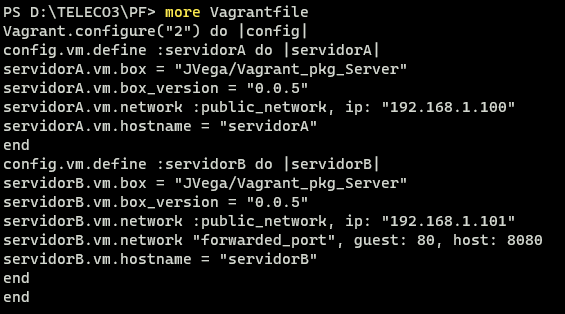 PS D:\TELECO3\PF> more Vagrantfile
Vagrant.configure("2") do |config|
config.vm.define :servidorA do |servidorA|
servidorA.vm.box = "JVega/Vagrant_pkg_Server"
servidorA.vm.box_version = "0.0.5"
servidorA.vm.network :public_network, ip: "192.168.1.100"
servidorA.vm.hostname = "servidorA"
end
config.vm.define :servidorB do |servidorB|
servidorB.vm.box = "JVega/Vagrant_pkg_Server"
servidorB.vm.box_version = "0.0.5"
servidorB.vm.network :public_network, ip: "192.168.1.101"
servidorB.vm.network "forwarded_port", guest: 80, host: 8080
servidorB.vm.hostname = "servidorB"
end
end